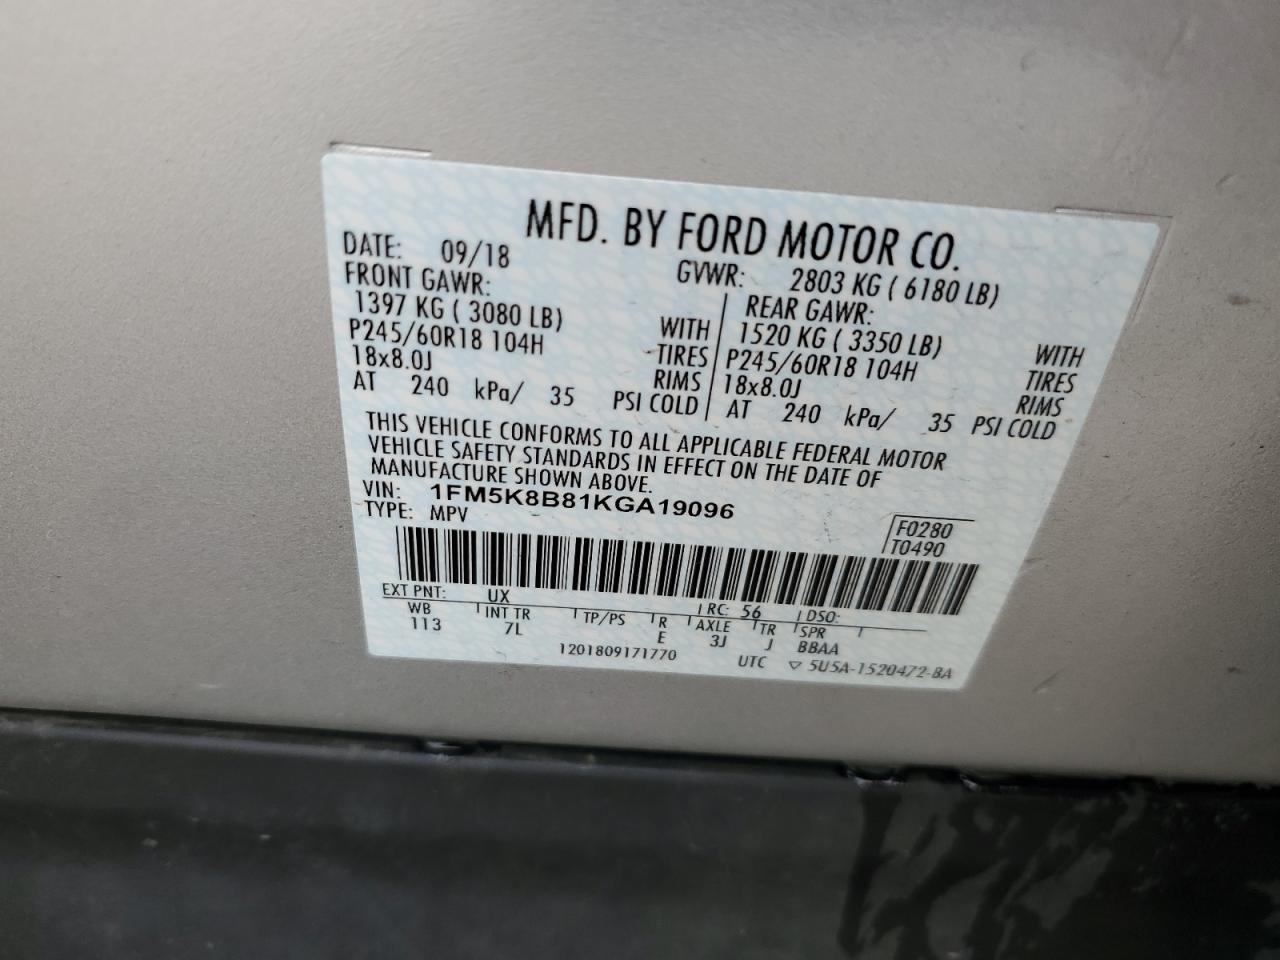 MFD. BY FORD MOTOR CO.
DATE: 09/18 GVWR: 2803 KG ( 6180 LB)
FRONT GAWR: REAR GAWR:
1397 KG ( 3080 LB) WITH 1520 KG ( 3350 LB) WITH
P245/60R18 104H TIRES P245/60R18 104H TIRES
18x8.0J RIMS 18x8.0J RIMS
AT 240 kPa/ 35 PSI COLD AT 240 kPa/ 35 PSI COLD
THIS VEHICLE CONFORMS TO ALL APPLICABLE FEDERAL MOTOR
VEHICLE SAFETY STANDARDS IN EFFECT ON THE DATE OF
MANUFACTURE SHOWN ABOVE.
VIN: 1FM5K8B81KGA19096
TYPE: MPV
F0280
T0490
EXT PNT: UX RC: 56 DSO:
WB INT TR TP/PS R AXLE TR SPR
113 7L E 3J J BBAA
1201809171770 UTC ▽ 5U5A-1520472-BA